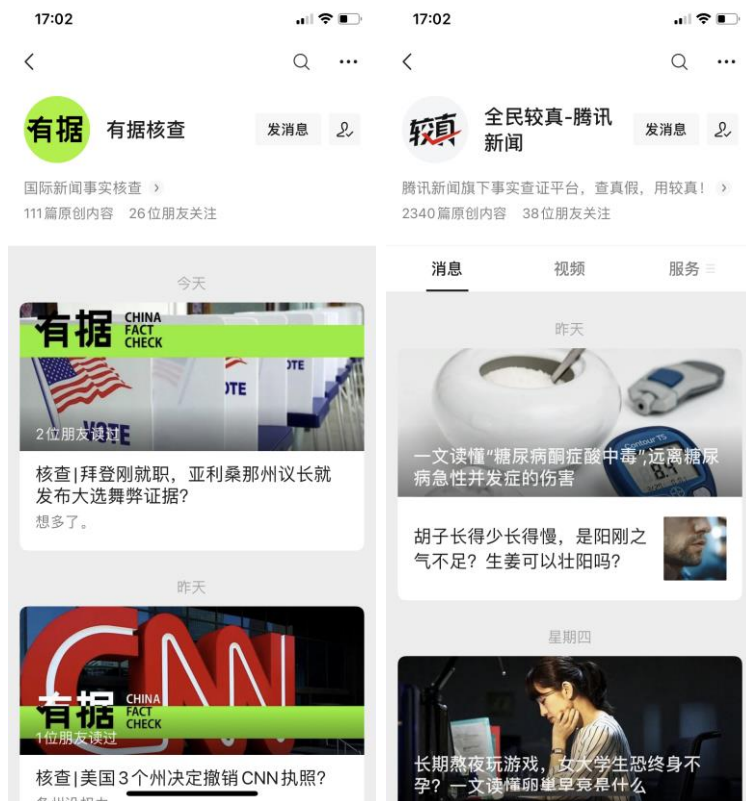 17:02
有据
有据核查
发消息
国际新闻事实核查
111篇原创内容 26位朋友关注
今天
有据 CHINA
FACT
CHECK
VOTE
OTE
OTE
2位朋友读过
核查|拜登刚就职，亚利桑那州议长就
发布大选舞弊证据？
想多了。
昨天
CNN
有据 CHINA
FACT
CHECK
1位朋友读过
核查|美国3个州决定撤销CNN执照？
17:02
较真
全民较真-腾讯
新闻
发消息
腾讯新闻旗下事实查证平台，查真假，用较真！
2340篇原创内容 38位朋友关注
消息 视频 服务
昨天
Contour TS
一文读懂“糖尿病酮症酸中毒”,远离糖尿
病急性并发症的伤害
胡子长得少长得慢，是阳刚之
气不足？生姜可以壮阳吗？
星期四
长期熬夜玩游戏，女大学生恐终身不
孕？一文读懂卵巢早衰是什么